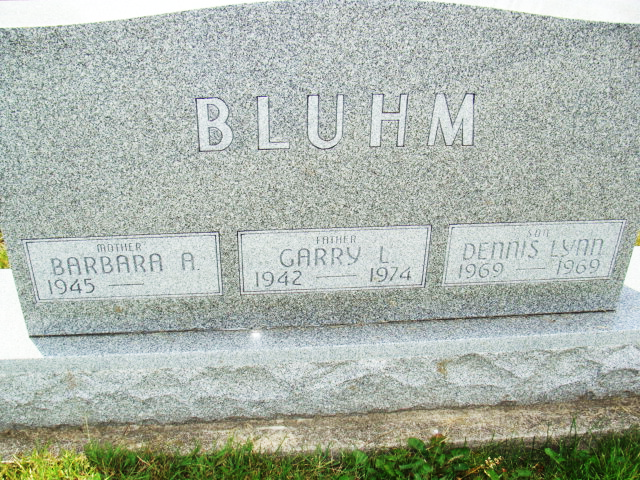 BLUHM
MOTHER
BARBARA A.
1945 —
FATHER
GARRY L.
1942 — 1974
SON
DENNIS LYNN
1969 — 1969